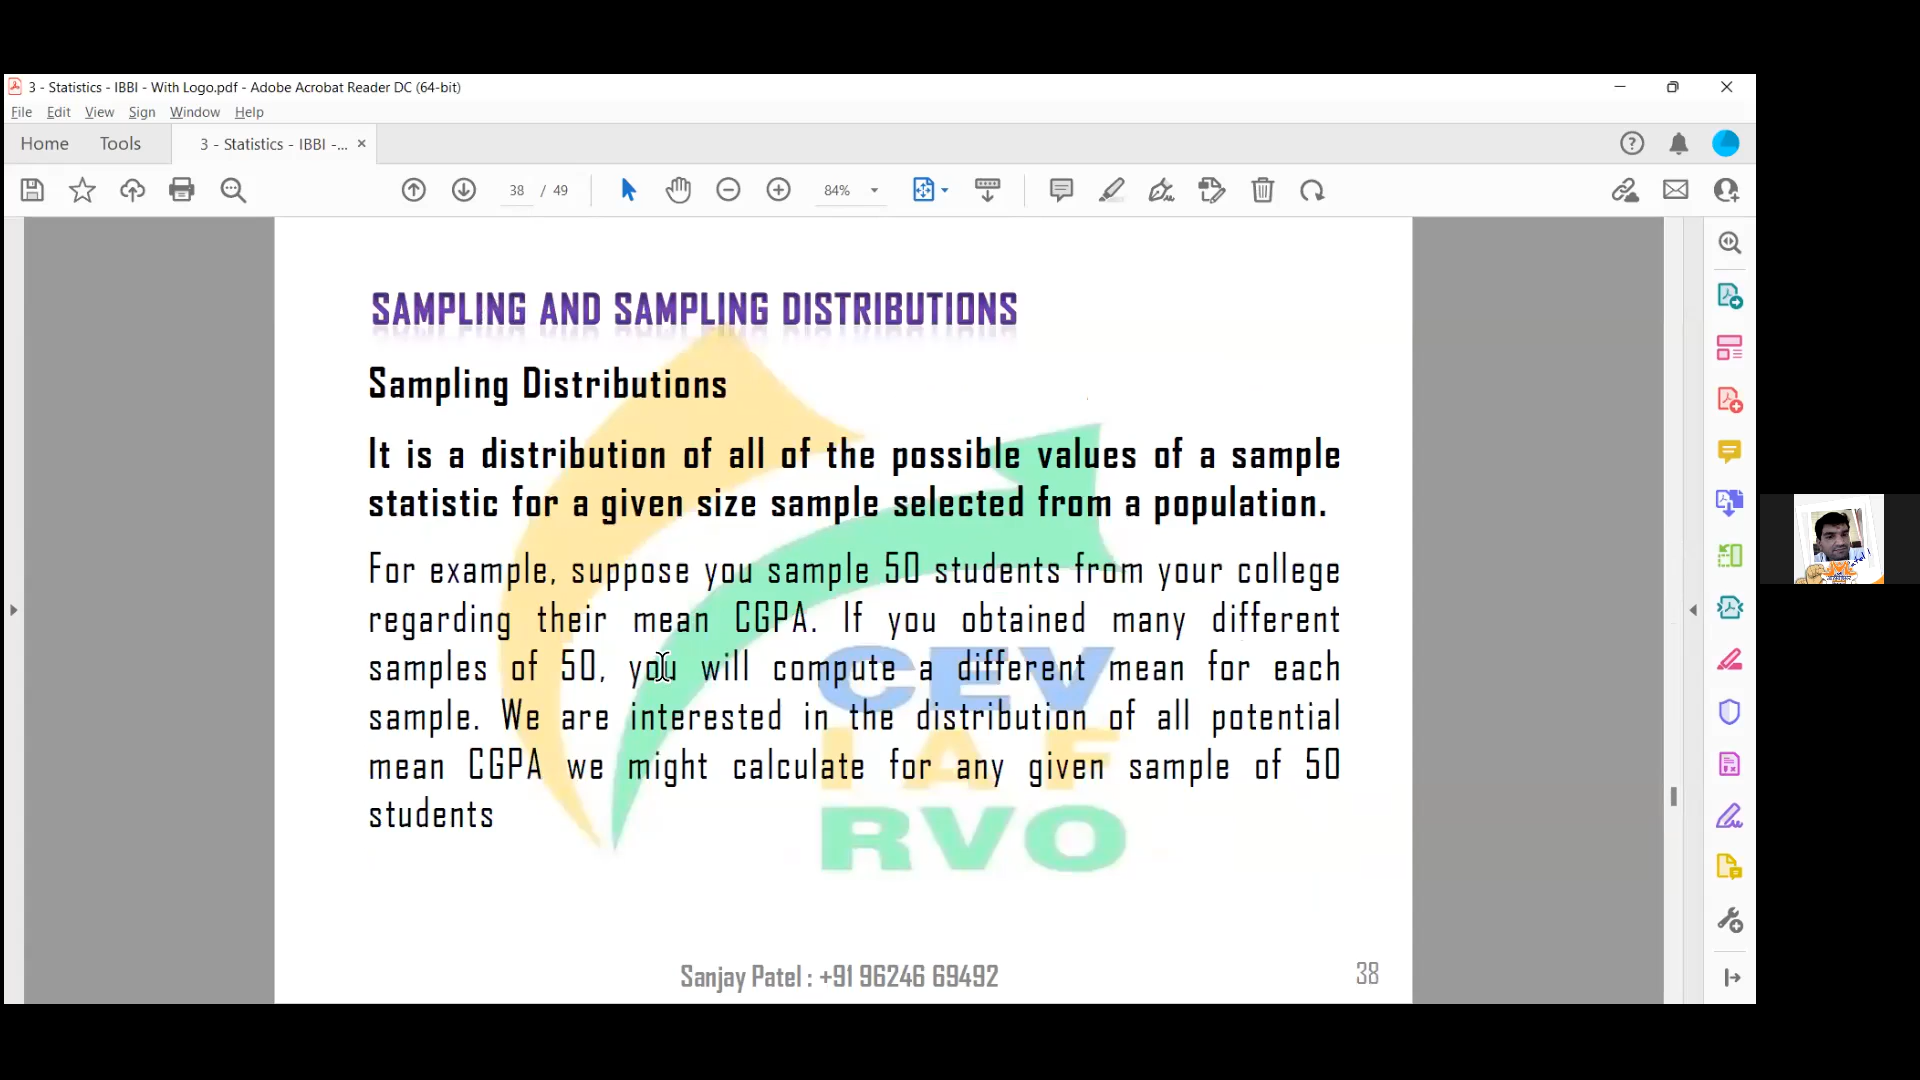 3 - Statistics - IBBI - With Logo.pdf - Adobe Acrobat Reader DC (64-bit)
File Edit View Sign Window Help
Home Tools 3 - Statistics - IBBI -...
38 / 49 84%
SAMPLING AND SAMPLING DISTRIBUTIONS
Sampling Distributions
It is a distribution of all of the possible values of a sample
statistic for a given size sample selected from a population.
For example, suppose you sample 50 students from your college
regarding their mean CGPA. If you obtained many different
samples of 50, you will compute a different mean for each
sample. We are interested in the distribution of all potential
mean CGPA we might calculate for any given sample of 50
students
CEV
IAF
RVO
Sanjay Patel : +91 96246 69492
38